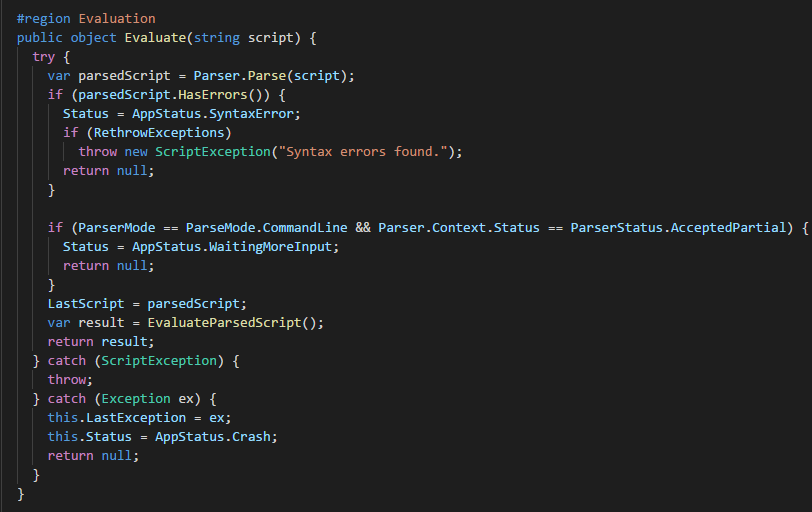 #region Evaluation
public object Evaluate(string script) {
try {
var parsedScript = Parser.Parse(script);
if (parsedScript.HasErrors()) {
Status = AppStatus.SyntaxError;
if (RethrowExceptions)
throw new ScriptException("Syntax errors found.");
return null;
}
if (ParserMode == ParseMode.CommandLine && Parser.Context.Status == ParserStatus.AcceptedPartial) {
Status = AppStatus.WaitingMoreInput;
return null;
}
LastScript = parsedScript;
var result = EvaluateParsedScript();
return result;
} catch (ScriptException) {
throw;
} catch (Exception ex) {
this.LastException = ex;
this.Status = AppStatus.Crash;
return null;
}
}